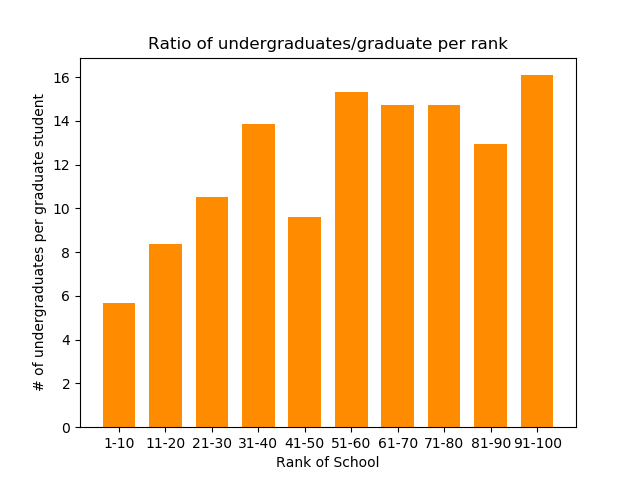 Ratio of undergraduates/graduate per rank
# of undergraduates per graduate student
16
14
12
10
8
6
4
2
0
1-10 11-20 21-30 31-40 41-50 51-60 61-70 71-80 81-90 91-100
Rank of School